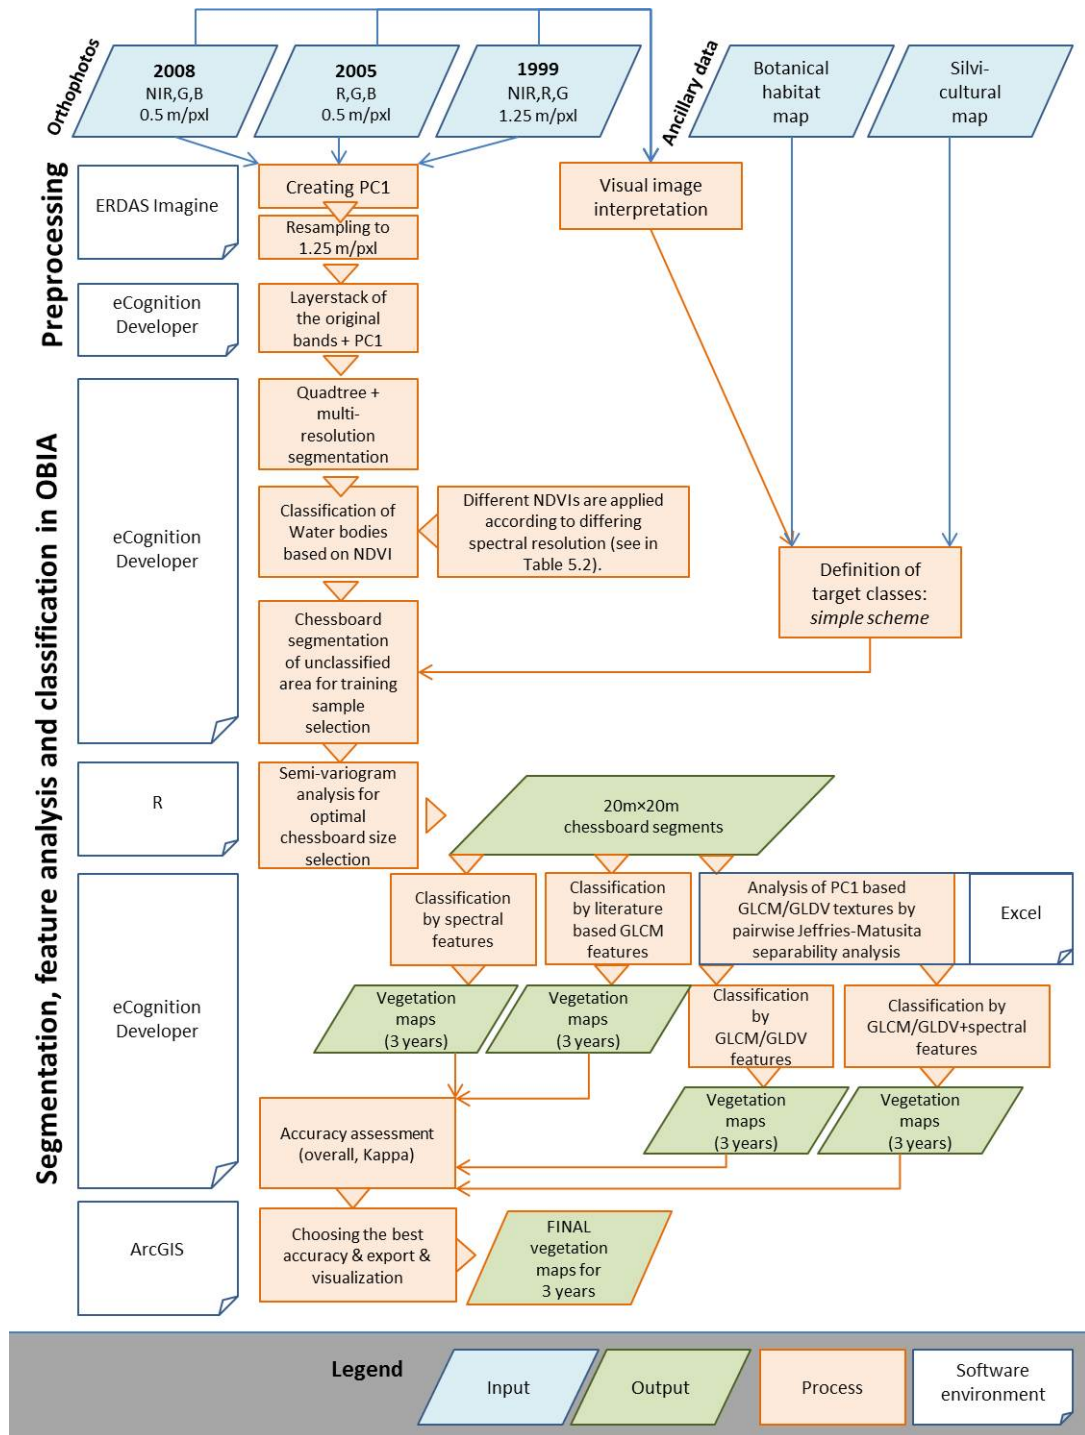 Orthophotos
2008
NIR,G,B
0.5 m/pxl
2005
R,G,B
0.5 m/pxl
1999
NIR,R,G
1.25 m/pxl
Ancillary data
Botanical
habitat
map
Silvi-
cultural
map
Preprocessing
ERDAS Imagine
Creating PC1
Resampling to
1.25 m/pxl
Visual image
interpretation
eCognition
Developer
Layerstack of
the original
bands + PC1
Segmentation, feature analysis and classification in OBIA
eCognition
Developer
Quadtree +
multi-
resolution
segmentation
Classification of
Water bodies
based on NDVI
Different NDVIs are applied
according to differing
spectral resolution (see in
Table 5.2).
Definition of
target classes:
simple scheme
Chessboard
segmentation
of unclassified
area for training
sample
selection
R
Semi-variogram
analysis for
optimal
chessboard size
selection
20m×20m
chessboard segments
eCognition
Developer
Classification
by spectral
features
Classification
by literature
based GLCM
features
Analysis of PC1 based
GLCM/GLDV textures by
pairwise Jeffries-Matusita
separability analysis
Excel
Vegetation
maps
(3 years)
Vegetation
maps
(3 years)
Classification
by
GLCM/GLDV
features
Classification by
GLCM/GLDV+spectral
features
Vegetation
maps
(3 years)
Vegetation
maps
(3 years)
Accuracy assessment
(overall, Kappa)
ArcGIS
Choosing the best
accuracy & export &
visualization
FINAL
vegetation
maps for
3 years
Legend
Input
Output
Process
Software
environment